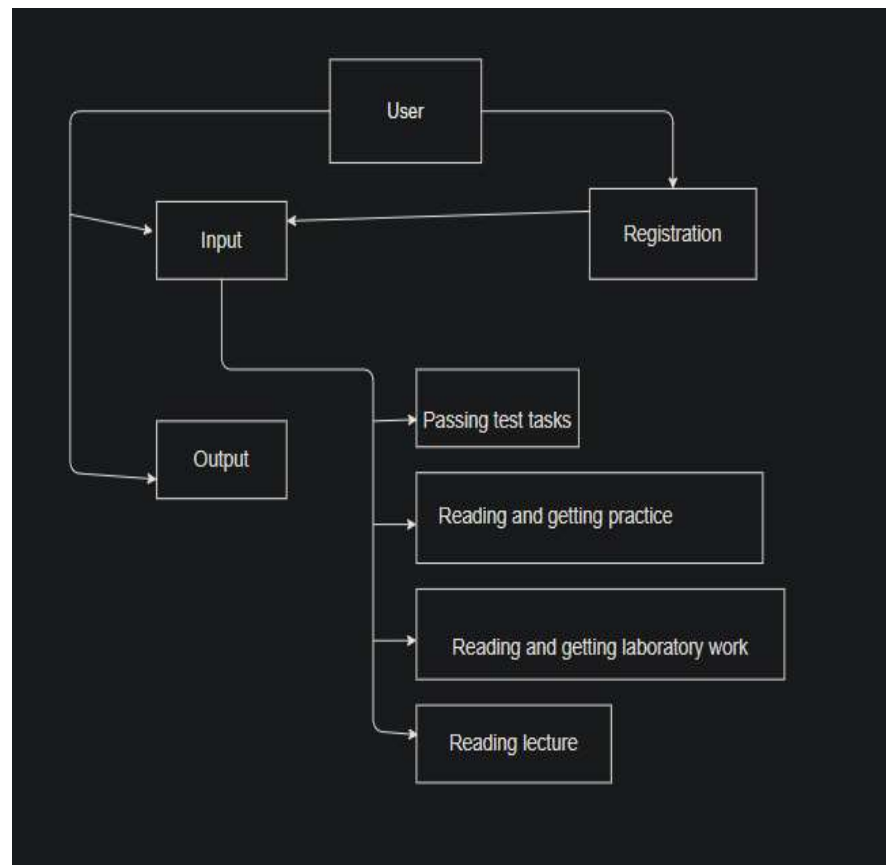 User
Input
Registration
Passing test tasks
Output
Reading and getting practice
Reading and getting laboratory work
Reading lecture